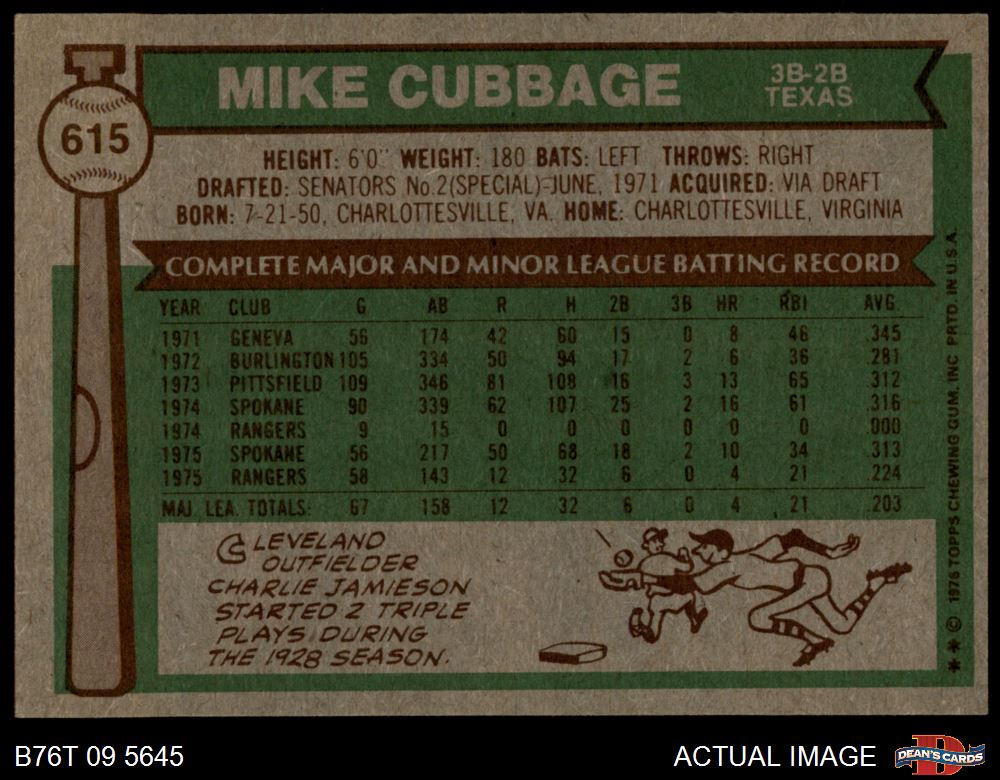 615
MIKE CUBBAGE
3B-2B
TEXAS
HEIGHT: 6'0" WEIGHT: 180 BATS: LEFT THROWS: RIGHT
DRAFTED: SENATORS No.2(SPECIAL)-JUNE, 1971 ACQUIRED: VIA DRAFT
BORN: 7-21-50, CHARLOTTESVILLE, VA. HOME: CHARLOTTESVILLE, VIRGINIA
COMPLETE MAJOR AND MINOR LEAGUE BATTING RECORD
YEAR CLUB G AB R H 2B 3B HR RBI AVG.
1971 GENEVA 56 174 42 60 15 0 8 46 .345
1972 BURLINGTON 105 334 50 94 17 2 6 36 .281
1973 PITTSFIELD 109 346 81 108 16 3 13 65 .312
1974 SPOKANE 90 339 62 107 25 2 16 61 .316
1974 RANGERS 9 15 0 0 0 0 0 0 .000
1975 SPOKANE 56 217 50 68 18 2 10 34 .313
1975 RANGERS 58 143 12 32 6 0 4 21 .224
MAJ. LEA. TOTALS: 67 158 12 32 6 0 4 21 .203
CLEVELAND
OUTFIELDER
CHARLIE JAMIESON
STARTED 2 TRIPLE
PLAYS DURING
THE 1928 SEASON.
** © 1976 TOPPS CHEWING GUM, INC PRTD. IN U.S.A.
B76T 09 5645
ACTUAL IMAGE
D
DEAN'S CARDS